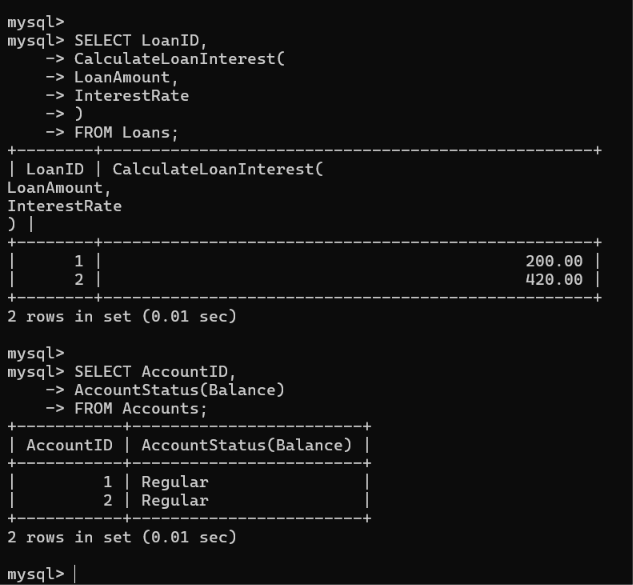 mysql>
mysql> SELECT LoanID,
    -> CalculateLoanInterest(
    -> LoanAmount,
    -> InterestRate
    -> )
    -> FROM Loans;
+--------+---------------------------------------------------+
| LoanID | CalculateLoanInterest(
LoanAmount,
InterestRate
) |
+--------+---------------------------------------------------+
|      1 |                                            200.00 |
|      2 |                                            420.00 |
+--------+---------------------------------------------------+
2 rows in set (0.01 sec)

mysql>
mysql> SELECT AccountID,
    -> AccountStatus(Balance)
    -> FROM Accounts;
+-----------+------------------------+
| AccountID | AccountStatus(Balance) |
+-----------+------------------------+
|         1 | Regular                |
|         2 | Regular                |
+-----------+------------------------+
2 rows in set (0.01 sec)

mysql>